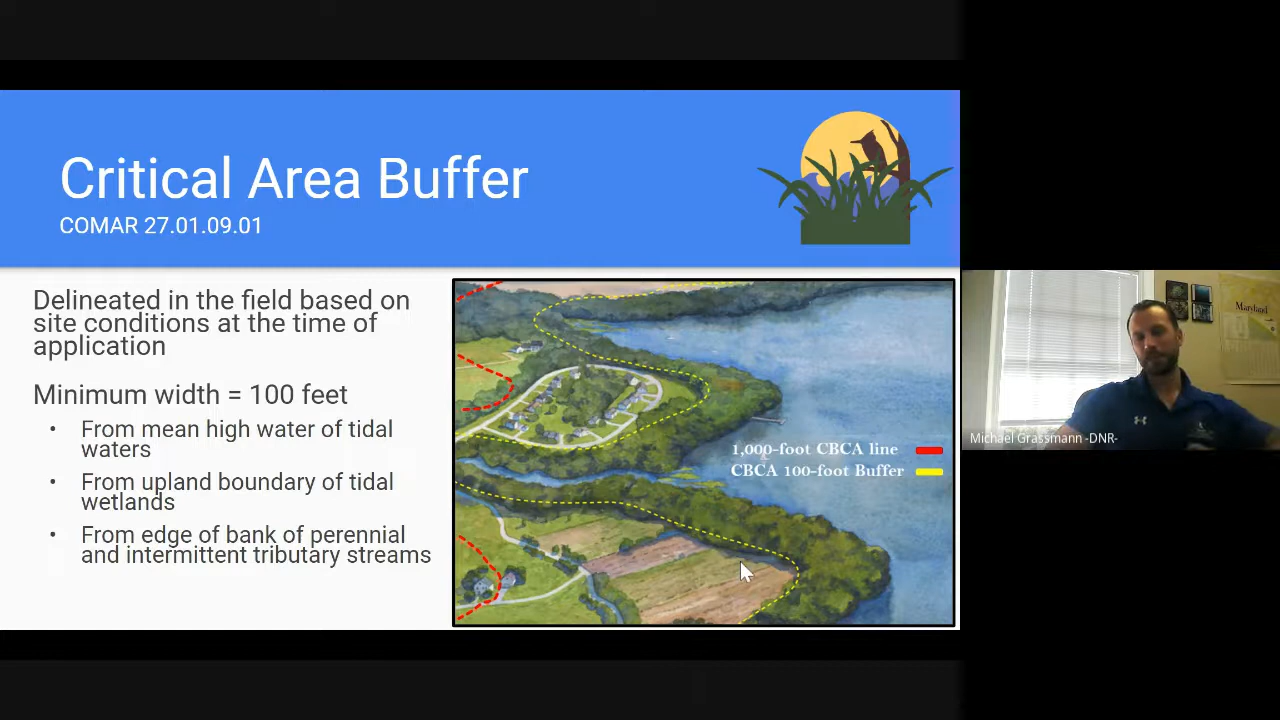 Critical Area Buffer
COMAR 27.01.09.01
Delineated in the field based on
site conditions at the time of
application
Minimum width = 100 feet
• From mean high water of tidal
waters
• From upland boundary of tidal
wetlands
• From edge of bank of perennial
and intermittent tributary streams
1,000-foot CBCA line
CBCA 100-foot Buffer
Maryland
Michael Grassmann -DNR-